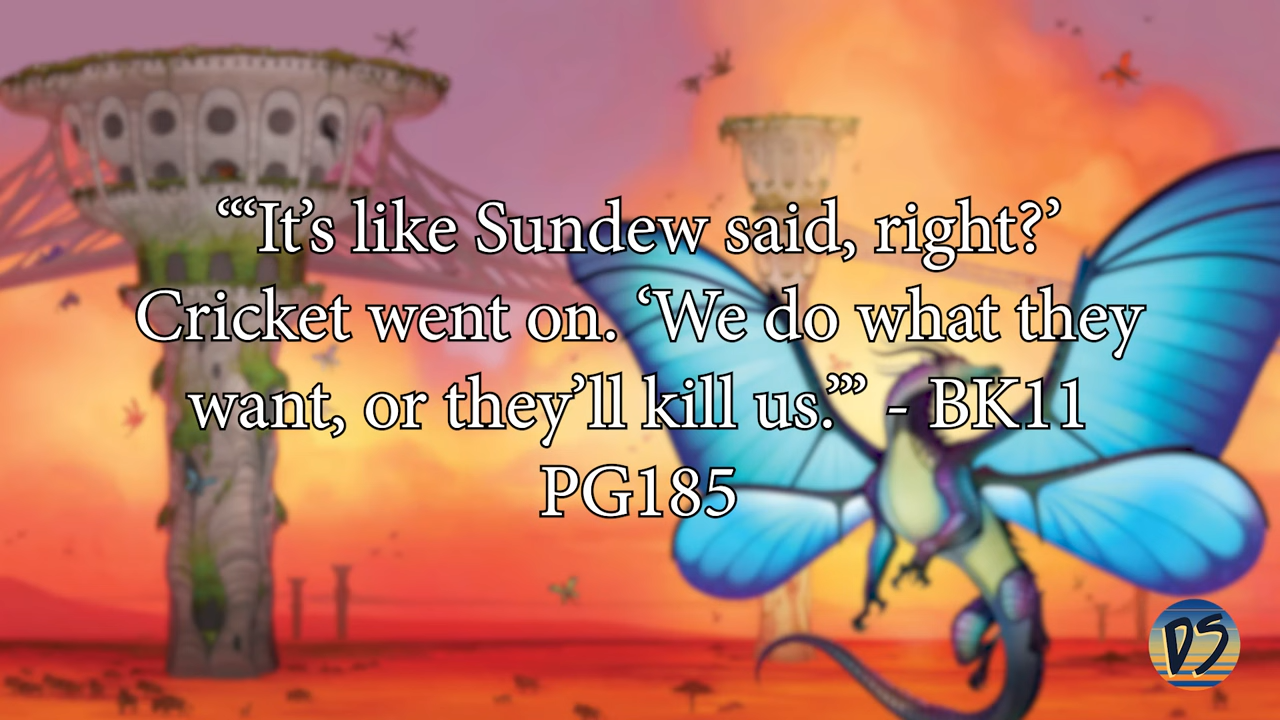 “‘“It’s like Sundew said, right?’
Cricket went on. ‘We do what they
want, or they’ll kill us.’”’ - BK11
PG185
DS